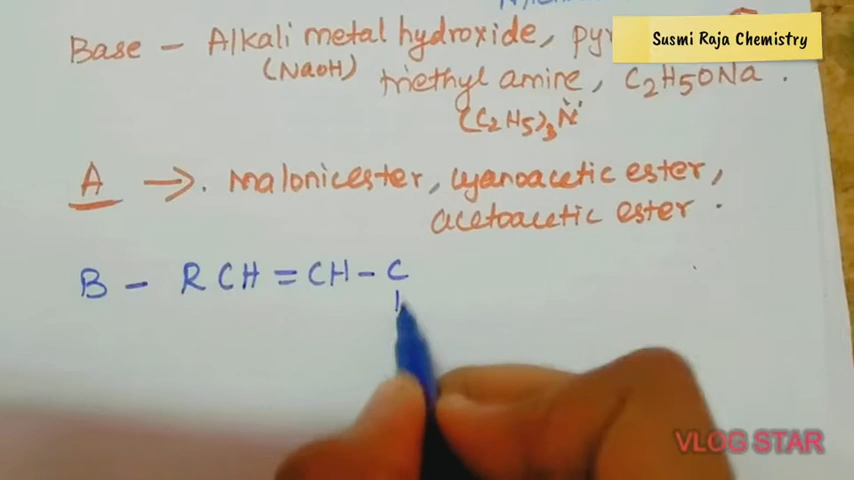 Susmi Raja Chemistry
Base - Alkali metal hydroxide,
(NaOH) triethyl amine, C2H5ONa.
(C2H5)3N
A → . malonicester, cyanoacetic ester,
acetoacetic ester.
B - RCH = CH - C
VLOG STAR